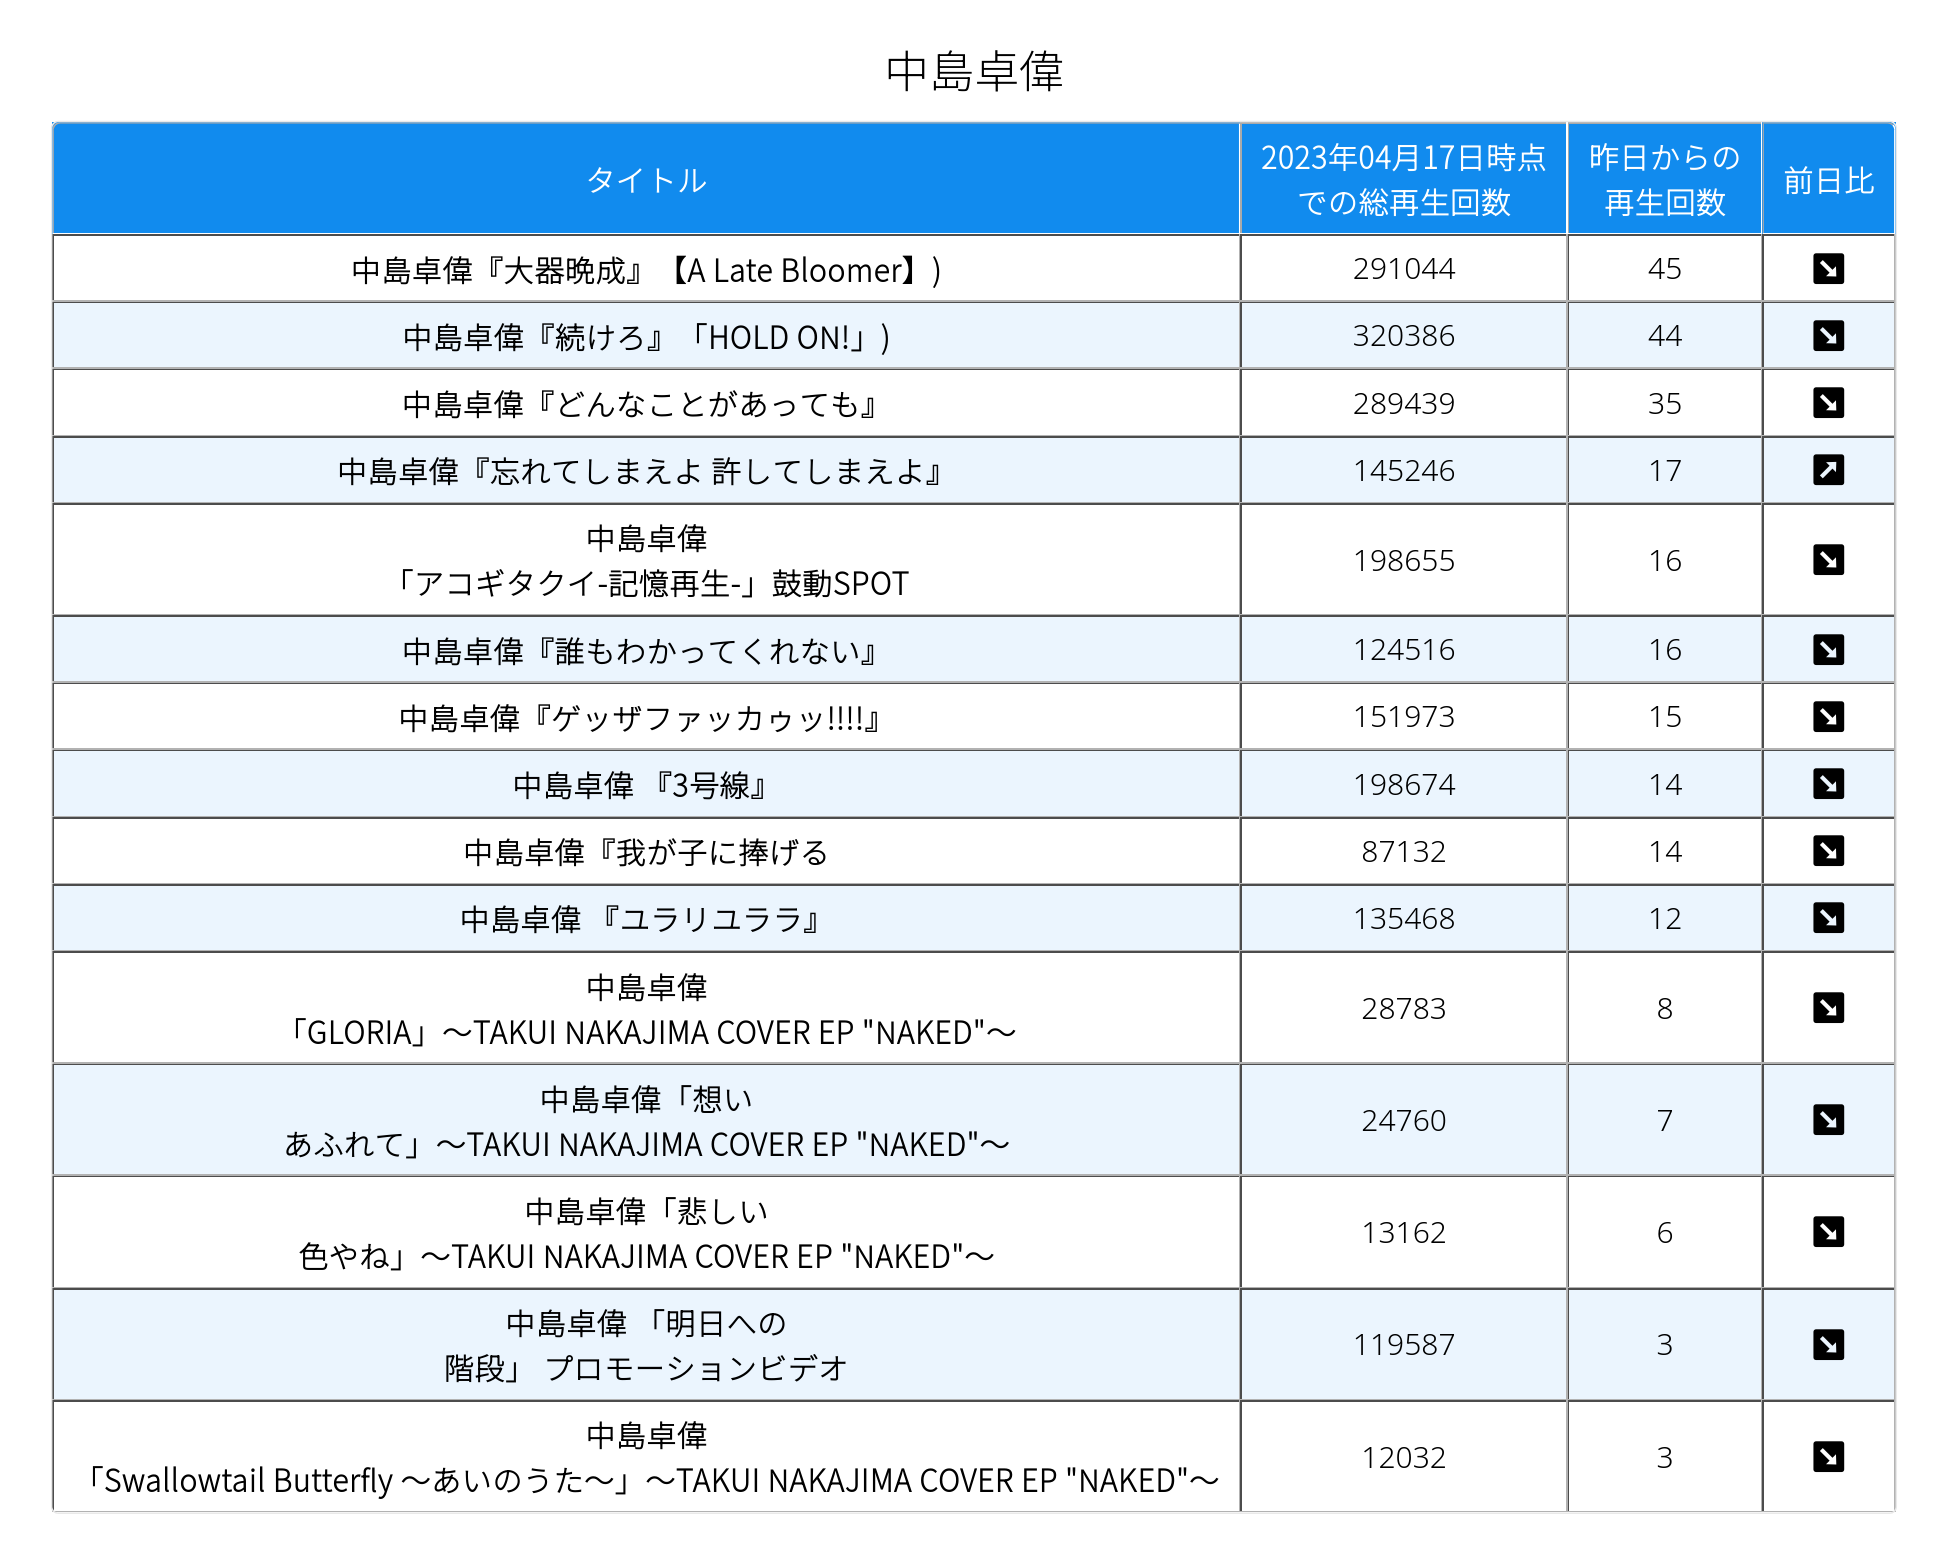 中島卓偉
タイトル
2023年04月17日時点
での総再生回数
昨日からの
再生回数
前日比
中島卓偉『大器晩成』【A Late Bloomer】) 291044 45
中島卓偉『続けろ』「HOLD ON!」) 320386 44
中島卓偉『どんなことがあっても』 289439 35
中島卓偉『忘れてしまえよ 許してしまえよ』 145246 17
中島卓偉
「アコギタクイ-記憶再生-」鼓動SPOT 198655 16
中島卓偉『誰もわかってくれない』 124516 16
中島卓偉『ゲッザファッカゥッ!!!!』 151973 15
中島卓偉 『3号線』 198674 14
中島卓偉『我が子に捧げる 87132 14
中島卓偉 『ユラリユララ』 135468 12
中島卓偉
「GLORIA」〜TAKUI NAKAJIMA COVER EP "NAKED"〜 28783 8
中島卓偉「想い
あふれて」〜TAKUI NAKAJIMA COVER EP "NAKED"〜 24760 7
中島卓偉「悲しい
色やね」〜TAKUI NAKAJIMA COVER EP "NAKED"〜 13162 6
中島卓偉 「明日への
階段」 プロモーションビデオ 119587 3
中島卓偉
「Swallowtail Butterfly 〜あいのうた〜」〜TAKUI NAKAJIMA COVER EP "NAKED"〜 12032 3